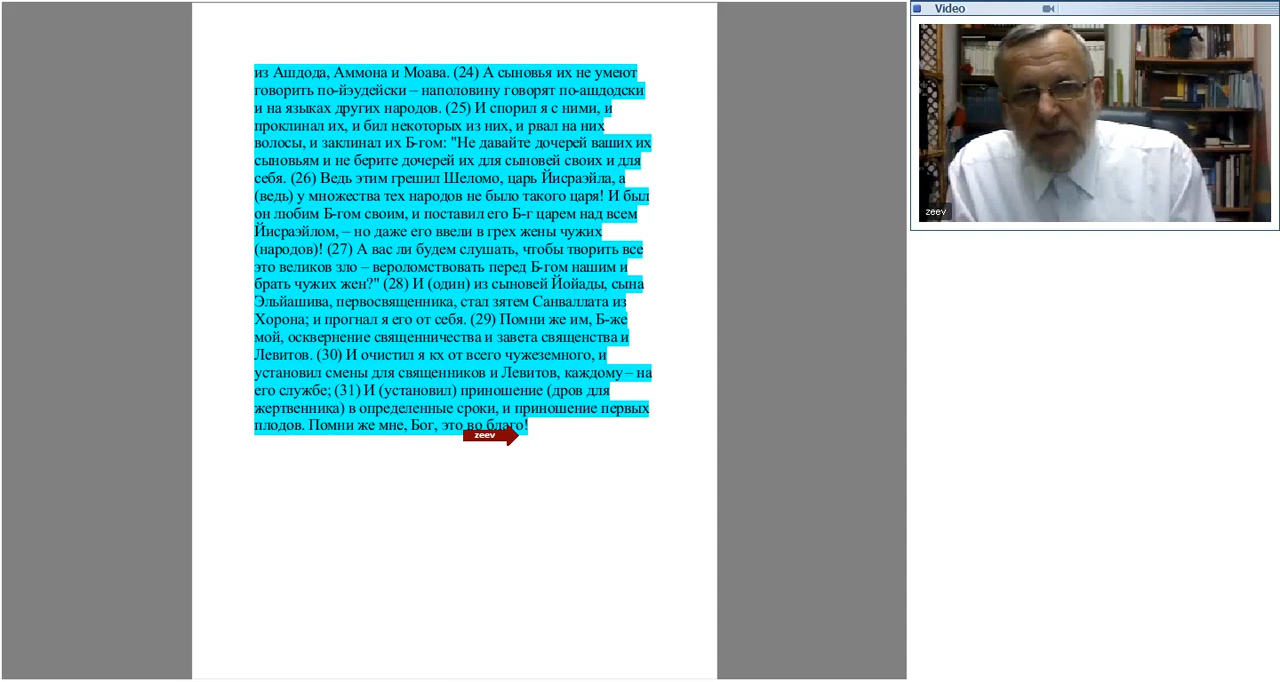 из Ашдода, Аммона и Моава. (24) А сыновья их не умеют
говорить по-йэудейски – наполовину говорят по-ашдодски
и на языках других народов. (25) И спорил я с ними, и
проклинал их, и бил некоторых из них, и рвал на них
волосы, и заклинал их Б-гом: "Не давайте дочерей ваших их
сыновьям и не берите дочерей их для сыновей своих и для
себя. (26) Ведь этим грешил Шеломо, царь Йисраэйла, а
(ведь) у множества тех народов не было такого царя! И был
он любим Б-гом своим, и поставил его Б-г царем над всем
Йисраэйлом, – но даже его ввели в грех жены чужих
(народов)! (27) А вас ли будем слушать, чтобы творить все
это великов зло – вероломствовать перед Б-гом нашим и
брать чужих жен?" (28) И (один) из сыновей Йойады, сына
Эльйашива, первосвященника, стал зятем Санваллата из
Хорона; и прогнал я его от себя. (29) Помни же им, Б-же
мой, осквернение священничества и завета священства и
Левитов. (30) И очистил я кх от всего чужеземного, и
установил смены для священников и Левитов, каждому – на
его службе; (31) И (установил) приношение (дров для
жертвенника) в определенные сроки, и приношение первых
плодов. Помни же мне, Бог, это во благо!
zeev
Video
zeev